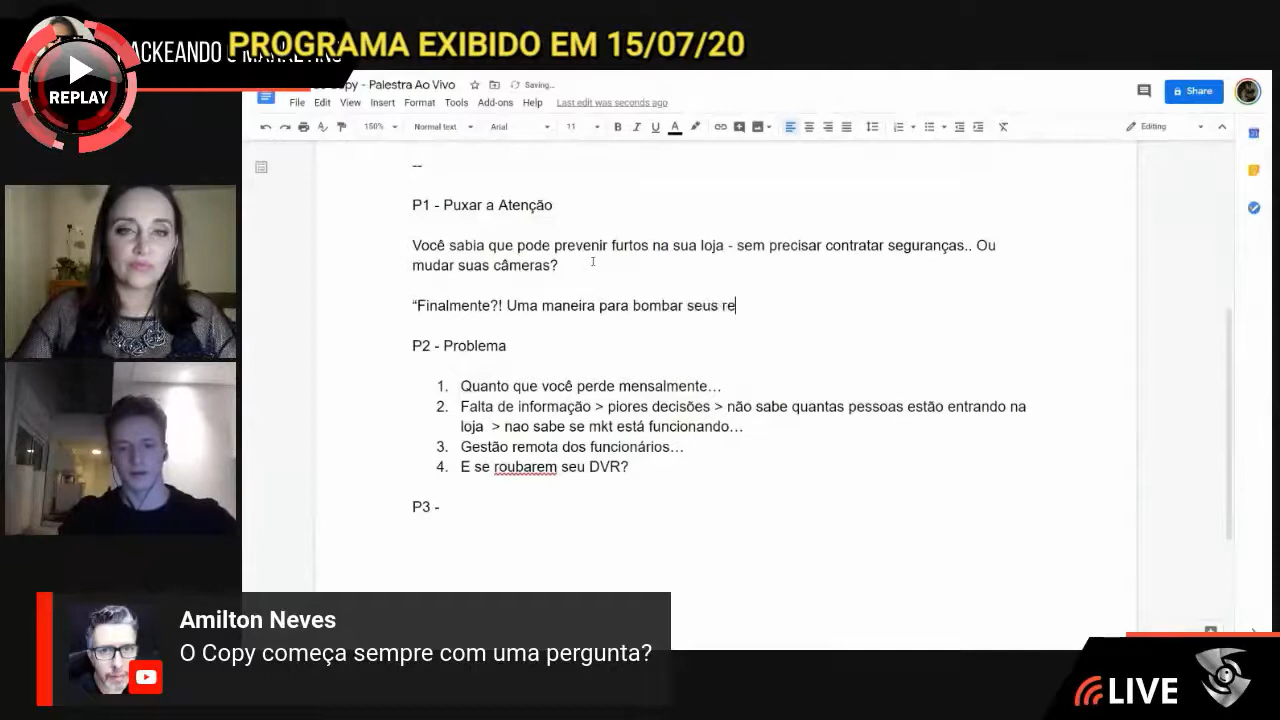 PROGRAMA EXIBIDO EM 15/07/20
REPLAY
Palestra Ao Vivo
Saving...
File Edit View Insert Format Tools Add-ons Help Last edit was seconds ago
Share
150% Normal text Arial 11 B I U A Editing
--
P1 - Puxar a Atenção
Você sabia que pode prevenir furtos na sua loja - sem precisar contratar seguranças.. Ou
mudar suas câmeras?
“Finalmente?! Uma maneira para bombar seus re
P2 - Problema
1. Quanto que você perde mensalmente…
2. Falta de informação > piores decisões > não sabe quantas pessoas estão entrando na
loja > nao sabe se mkt está funcionando…
3. Gestão remota dos funcionários…
4. E se roubarem seu DVR?
P3 -
Amilton Neves
O Copy começa sempre com uma pergunta?
LIVE